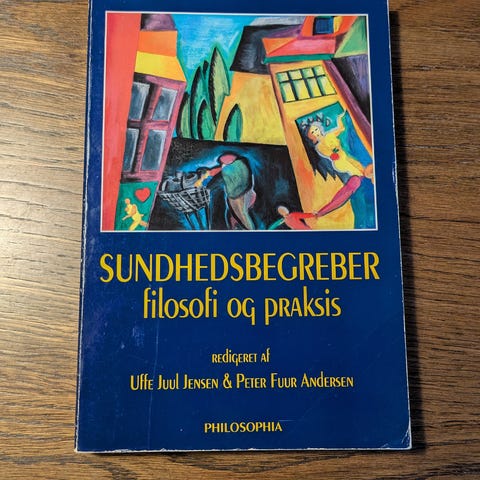 SUNDHEDSBEGREBER
filosofi og praksis
redigeret af
Uffe Juul Jensen & Peter Fuur Andersen
PHILOSOPHIA